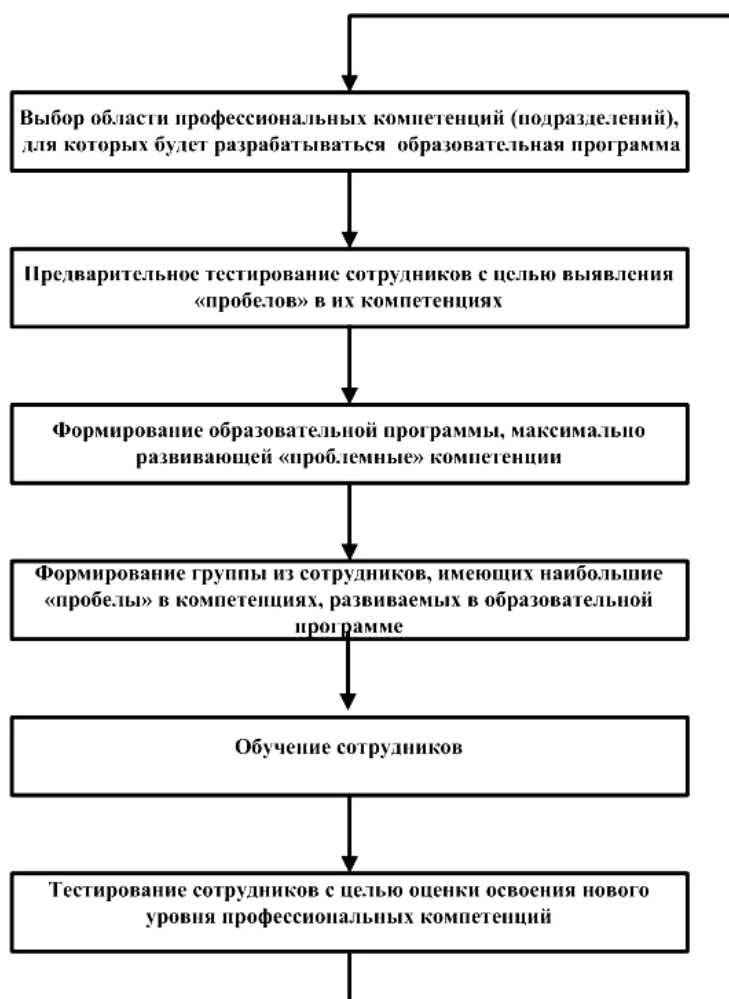 Выбор области профессиональных компетенций (подразделений),
для которых будет разрабатываться образовательная программа
Предварительное тестирование сотрудников с целью выявления
«пробелов» в их компетенциях
Формирование образовательной программы, максимально
развивающей «проблемные» компетенции
Формирование группы из сотрудников, имеющих наибольшие
«пробелы» в компетенциях, развиваемых в образовательной
программе
Обучение сотрудников
Тестирование сотрудников с целью оценки освоения нового
уровня профессиональных компетенций